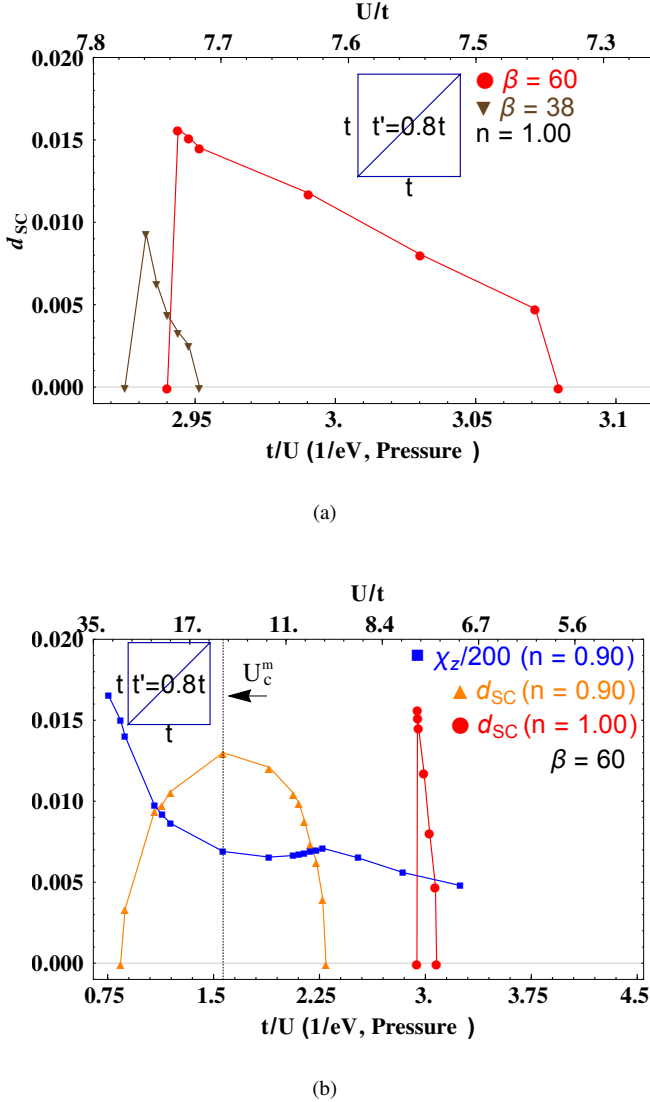 U/t
7.8 7.7 7.6 7.5 7.4 7.3
0.020
0.015
0.010
0.005
0.000
d SC
β = 60
β = 38
n = 1.00
t t'=0.8t
t
2.95 3. 3.05 3.1
t/U (1/eV, Pressure )
(a)
U/t
35. 17. 11. 8.4 6.7 5.6
0.020
0.015
0.010
0.005
0.000
t t'=0.8t
t
U_c^m
χ_z/200 (n = 0.90)
d_SC (n = 0.90)
d_SC (n = 1.00)
β = 60
0.75 1.5 2.25 3. 3.75 4.5
t/U (1/eV, Pressure )
(b)